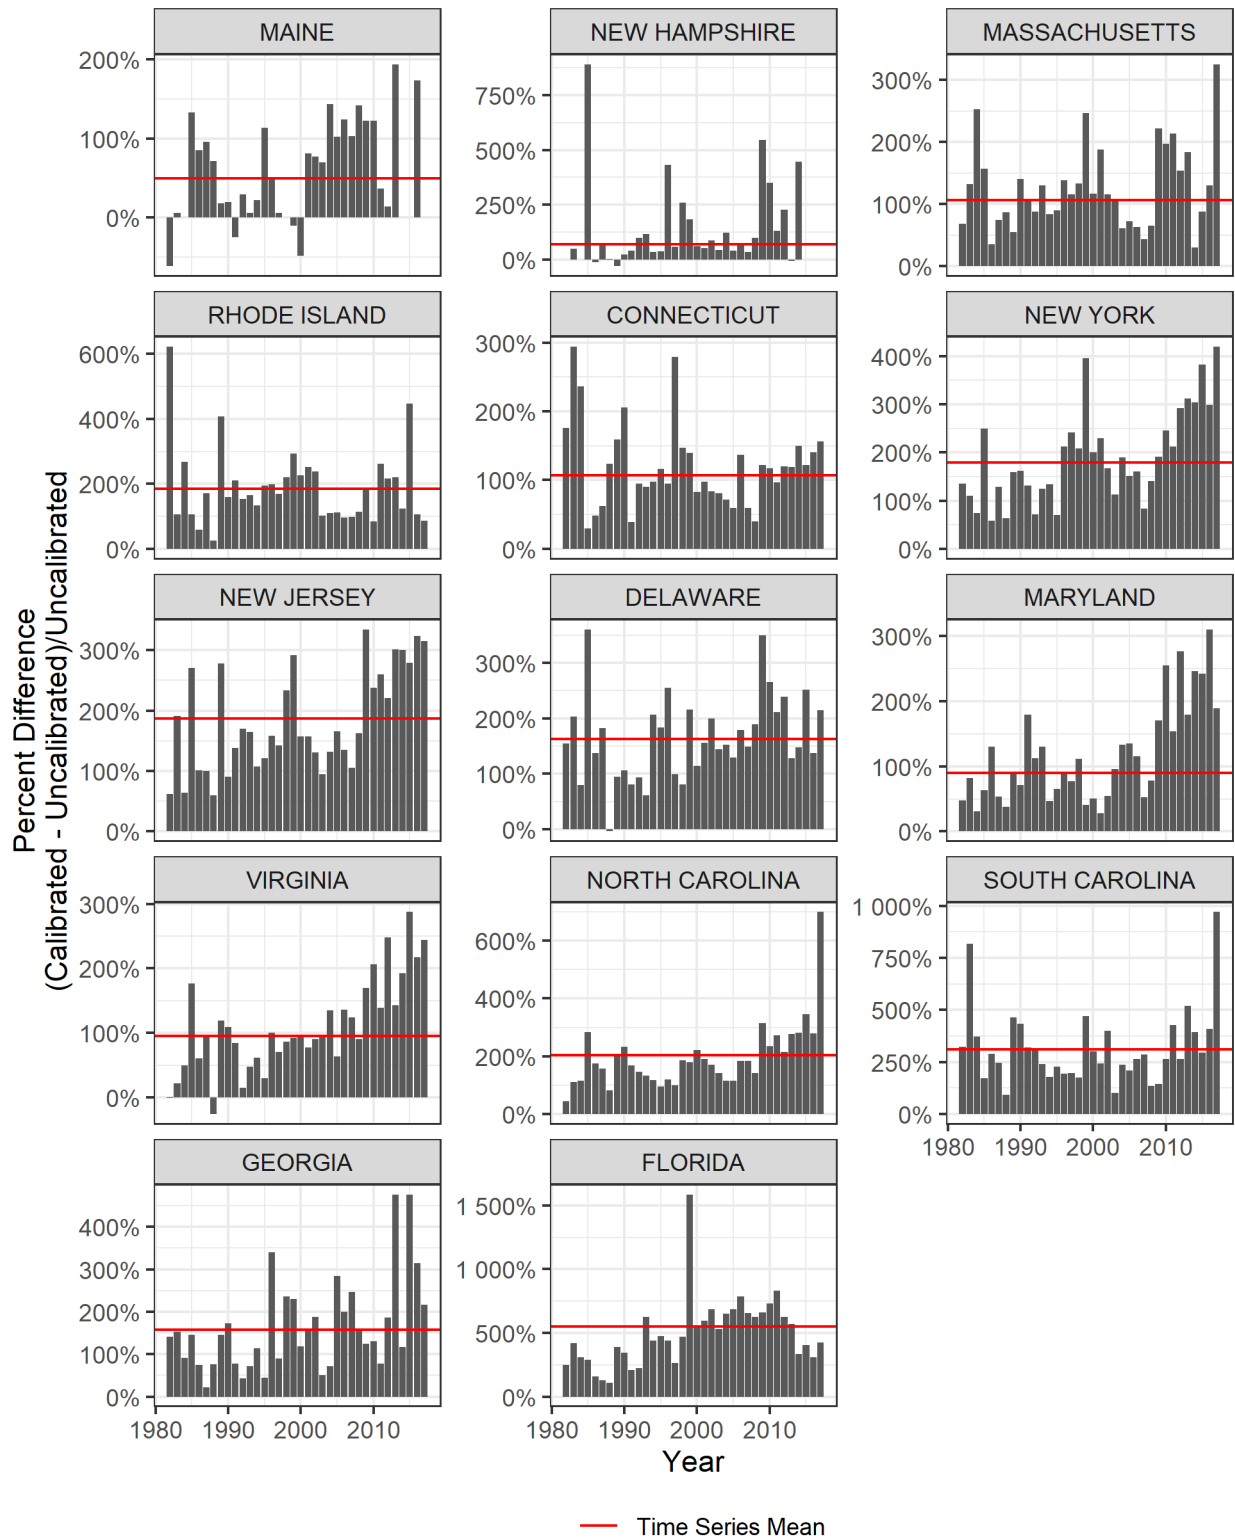 MAINE
NEW HAMPSHIRE
MASSACHUSETTS
200%
100%
0%
750%
500%
250%
0%
300%
200%
100%
0%
RHODE ISLAND
CONNECTICUT
NEW YORK
600%
400%
200%
0%
300%
200%
100%
0%
400%
300%
200%
100%
0%
Percent Difference
(Calibrated - Uncalibrated)/Uncalibrated
NEW JERSEY
DELAWARE
MARYLAND
300%
200%
100%
0%
300%
200%
100%
0%
300%
200%
100%
0%
VIRGINIA
NORTH CAROLINA
SOUTH CAROLINA
300%
200%
100%
0%
600%
400%
200%
0%
1 000%
750%
500%
250%
0%
1980 1990 2000 2010
GEORGIA
FLORIDA
400%
300%
200%
100%
0%
1 500%
1 000%
500%
0%
1980 1990 2000 2010
1980 1990 2000 2010
Year
Time Series Mean